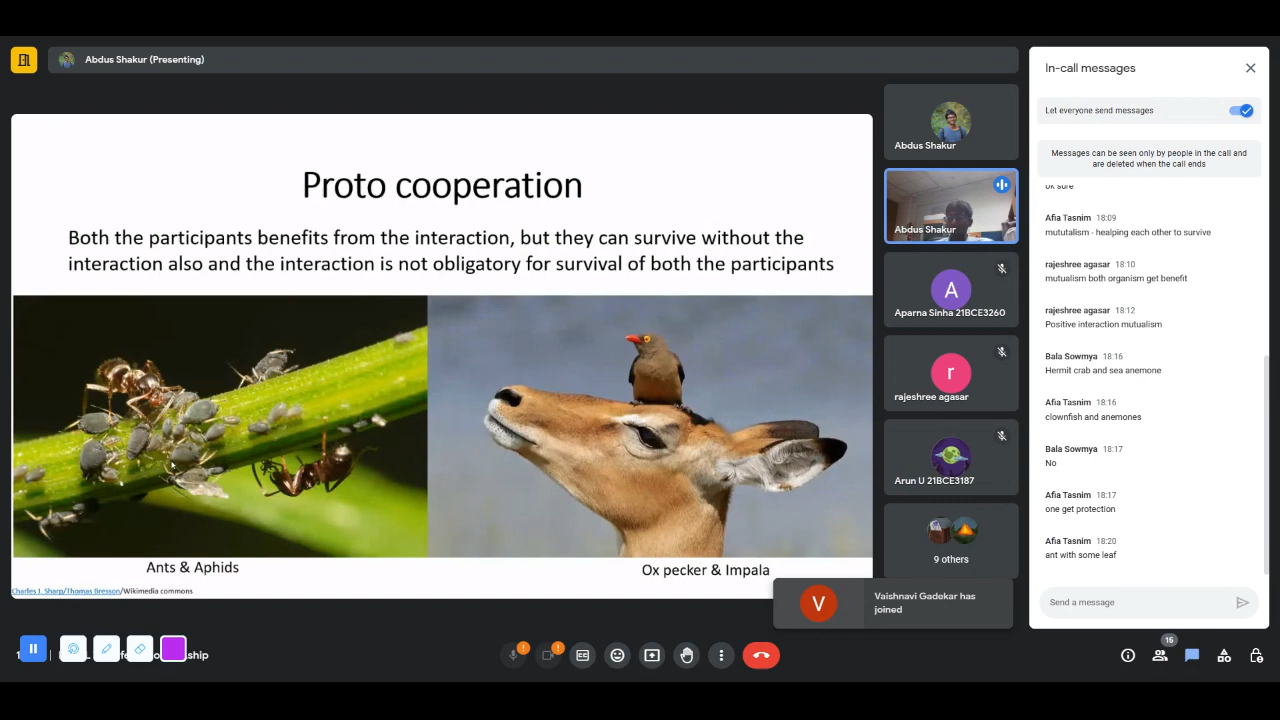 Abdus Shakur (Presenting)
Proto cooperation
Both the participants benefits from the interaction, but they can survive without the
interaction also and the interaction is not obligatory for survival of both the participants
Ants & Aphids
Ox pecker & Impala
Charles J. Sharp/Thomas Bresson/Wikimedia commons
Abdus Shakur
Abdus Shakur
A
Aparna Sinha 21BCE3260
r
rajeshree agasar
Arun U 21BCE3187
9 others
V
Vaishnavi Gadekar has
joined
In-call messages
Let everyone send messages
Messages can be seen only by people in the call and
are deleted when the call ends
ok sure
Afia Tasnim 18:09
mututalism - healping each other to survive
rajeshree agasar 18:10
mutualism both organism get benefit
rajeshree agasar 18:12
Positive interaction mutualism
Bala Sowmya 18:16
Hermit crab and sea anemone
Afia Tasnim 18:16
clownfish and anemones
Bala Sowmya 18:17
No
Afia Tasnim 18:17
one get protection
Afia Tasnim 18:20
ant with some leaf
Send a message
15